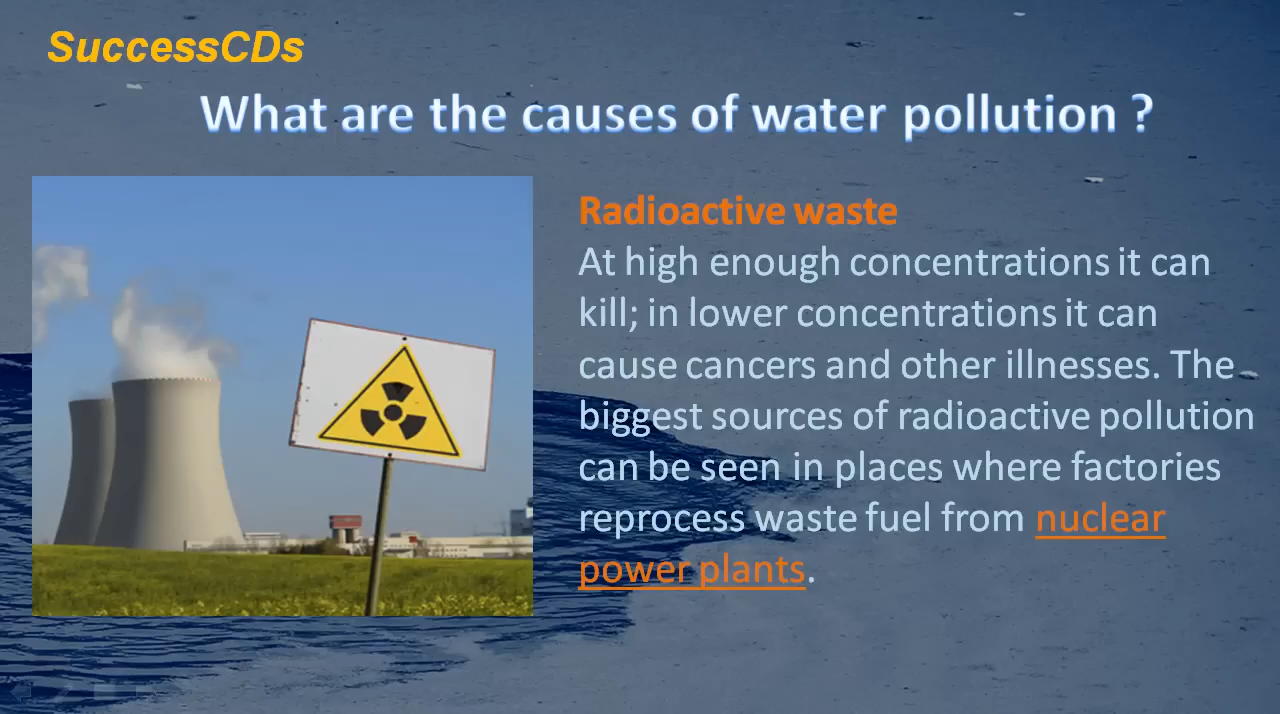 SuccessCDs
What are the causes of water pollution ?
Radioactive waste
At high enough concentrations it can
kill; in lower concentrations it can
cause cancers and other illnesses. The
biggest sources of radioactive pollution
can be seen in places where factories
reprocess waste fuel from nuclear
power plants.